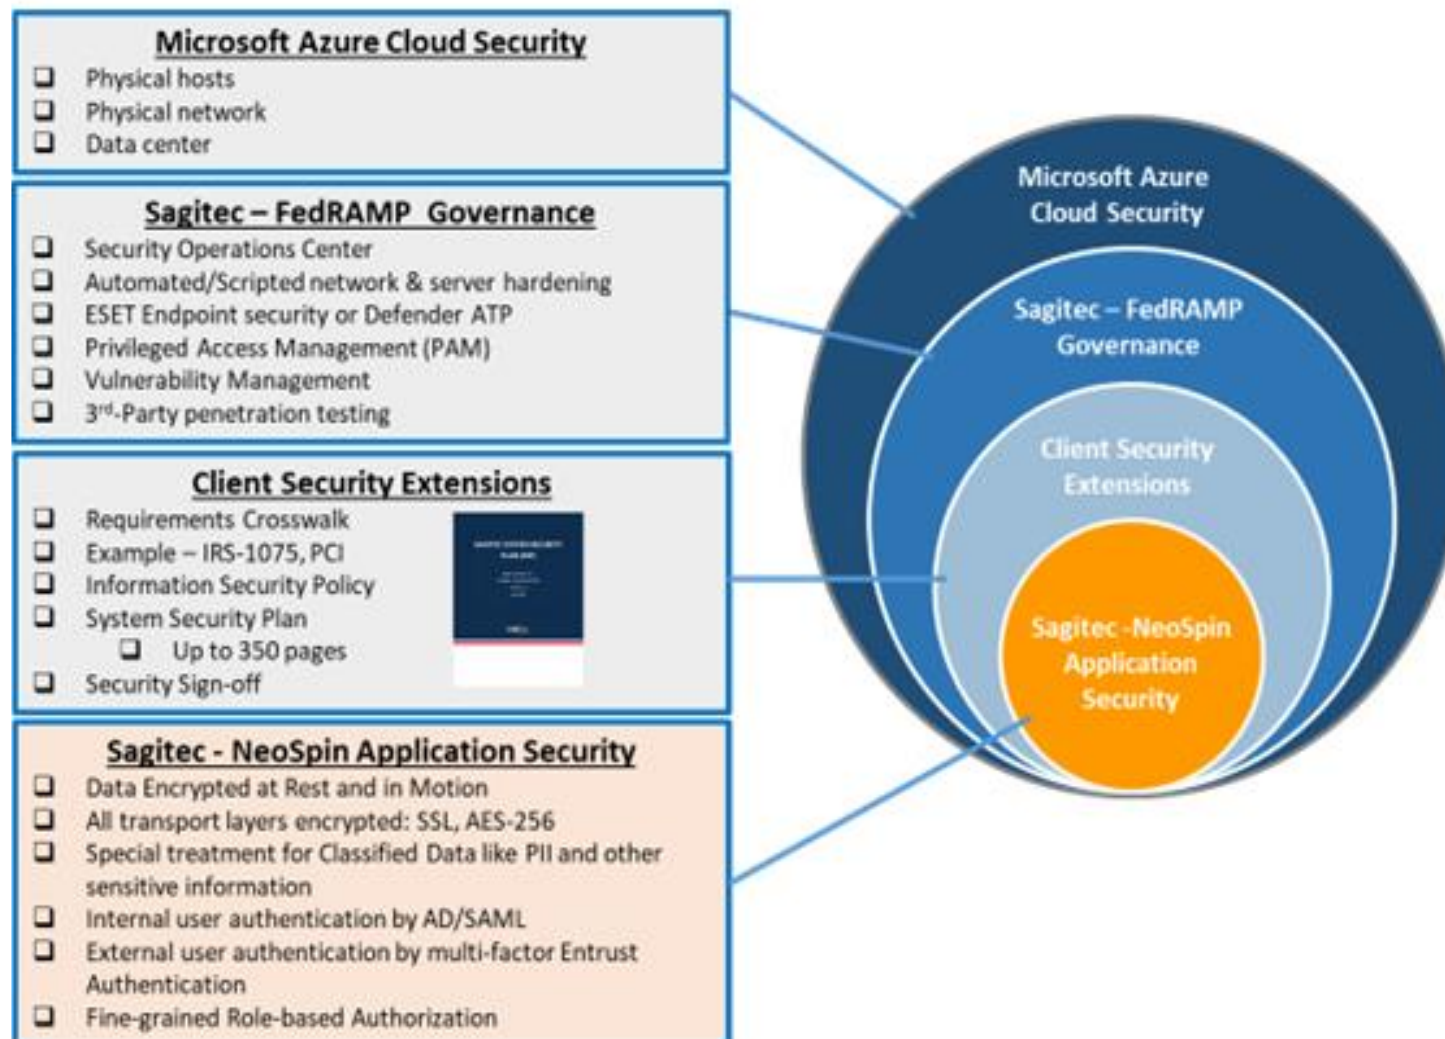 Microsoft Azure Cloud Security
❑ Physical hosts
❑ Physical network
❑ Data center
Sagitec – FedRAMP Governance
❑ Security Operations Center
❑ Automated/Scripted network & server hardening
❑ ESET Endpoint security or Defender ATP
❑ Privileged Access Management (PAM)
❑ Vulnerability Management
❑ 3rd-Party penetration testing
Client Security Extensions
❑ Requirements Crosswalk
❑ Example – IRS-1075, PCI
❑ Information Security Policy
❑ System Security Plan
❑ Up to 350 pages
❑ Security Sign-off
Sagitec - NeoSpin Application Security
❑ Data Encrypted at Rest and in Motion
❑ All transport layers encrypted: SSL, AES-256
❑ Special treatment for Classified Data like PII and other
sensitive information
❑ Internal user authentication by AD/SAML
❑ External user authentication by multi-factor Entrust
Authentication
❑ Fine-grained Role-based Authorization
Microsoft Azure
Cloud Security
Sagitec – FedRAMP
Governance
Client Security
Extensions
Sagitec -NeoSpin
Application
Security